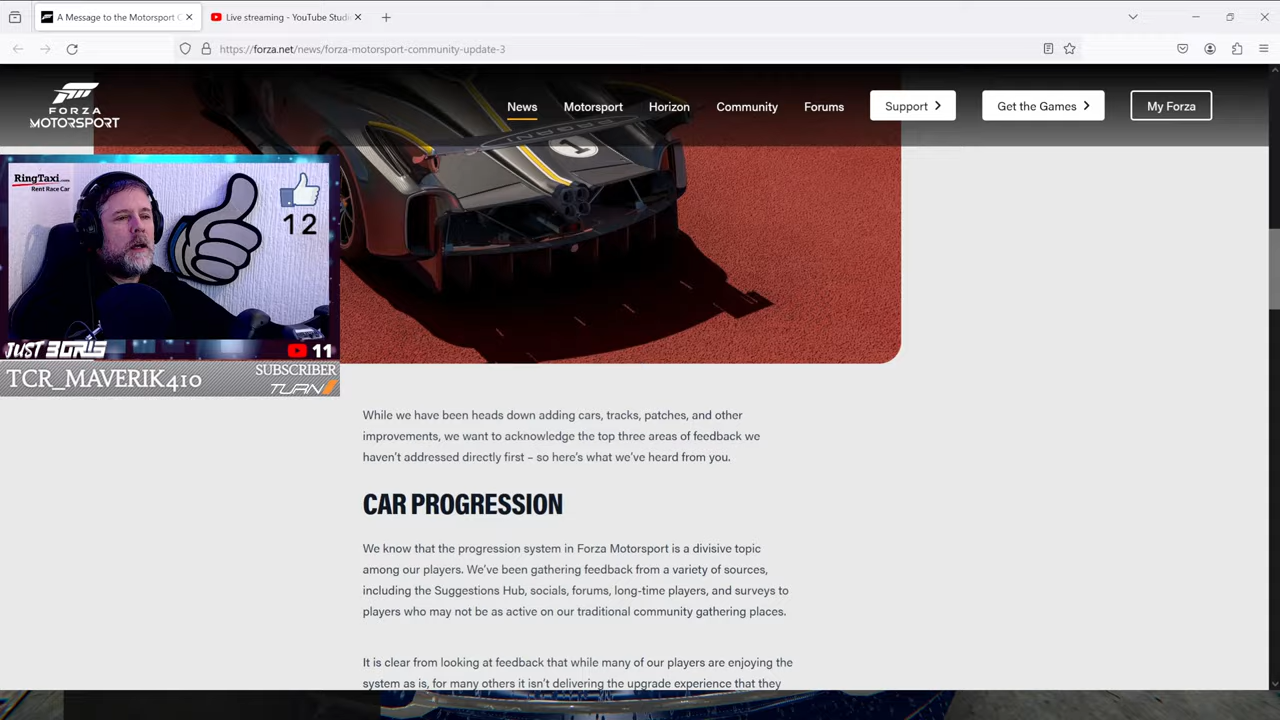 A Message to the Motorsport C
Live streaming - YouTube Studi
https://forza.net/news/forza-motorsport-community-update-3
FORZA
MOTORSPORT
News
Motorsport
Horizon
Community
Forums
Support
Get the Games
My Forza
1
RingTaxi.com
Rent Race Car
12
JUST BORIS
11
TCR_MAVERIK410
SUBSCRIBER
TURN
While we have been heads down adding cars, tracks, patches, and other
improvements, we want to acknowledge the top three areas of feedback we
haven't addressed directly first – so here's what we've heard from you.
CAR PROGRESSION
We know that the progression system in Forza Motorsport is a divisive topic
among our players. We've been gathering feedback from a variety of sources,
including the Suggestions Hub, socials, forums, long-time players, and surveys to
players who may not be as active on our traditional community gathering places.
It is clear from looking at feedback that while many of our players are enjoying the
system as is, for many others it isn't delivering the upgrade experience that they